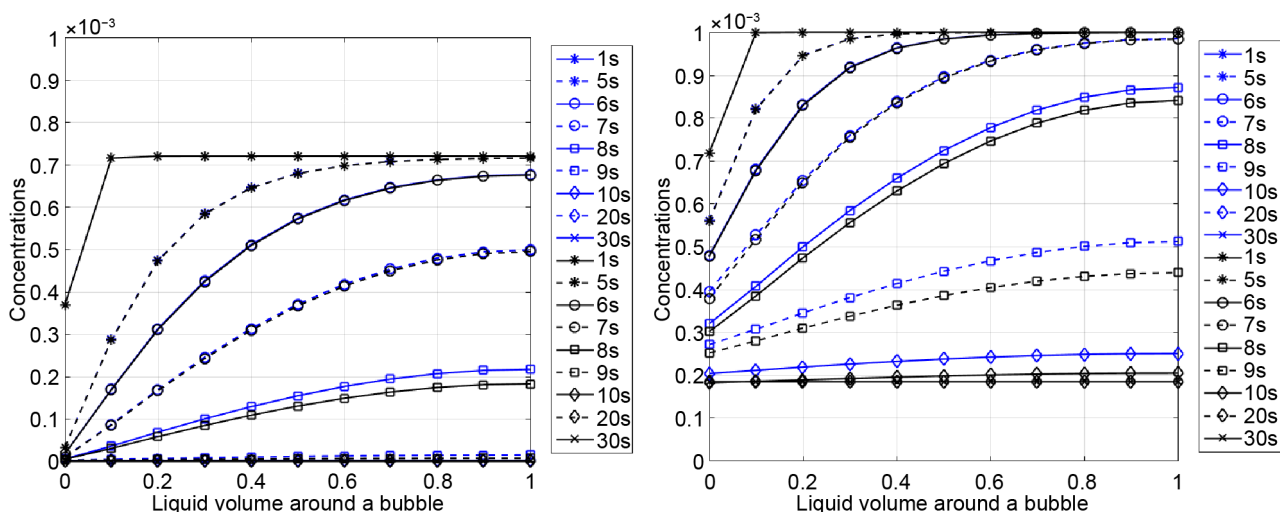 ×10⁻³
1
0.9
0.8
0.7
0.6
0.5
0.4
0.3
0.2
0.1
0
Concentrations
0 0.2 0.4 0.6 0.8 1
Liquid volume around a bubble
1s
5s
6s
7s
8s
9s
10s
20s
30s
1s
5s
6s
7s
8s
9s
10s
20s
30s
×10⁻³
1
0.9
0.8
0.7
0.6
0.5
0.4
0.3
0.2
0.1
0
Concentrations
0 0.2 0.4 0.6 0.8 1
Liquid volume around a bubble
1s
5s
6s
7s
8s
9s
10s
20s
30s
1s
5s
6s
7s
8s
9s
10s
20s
30s